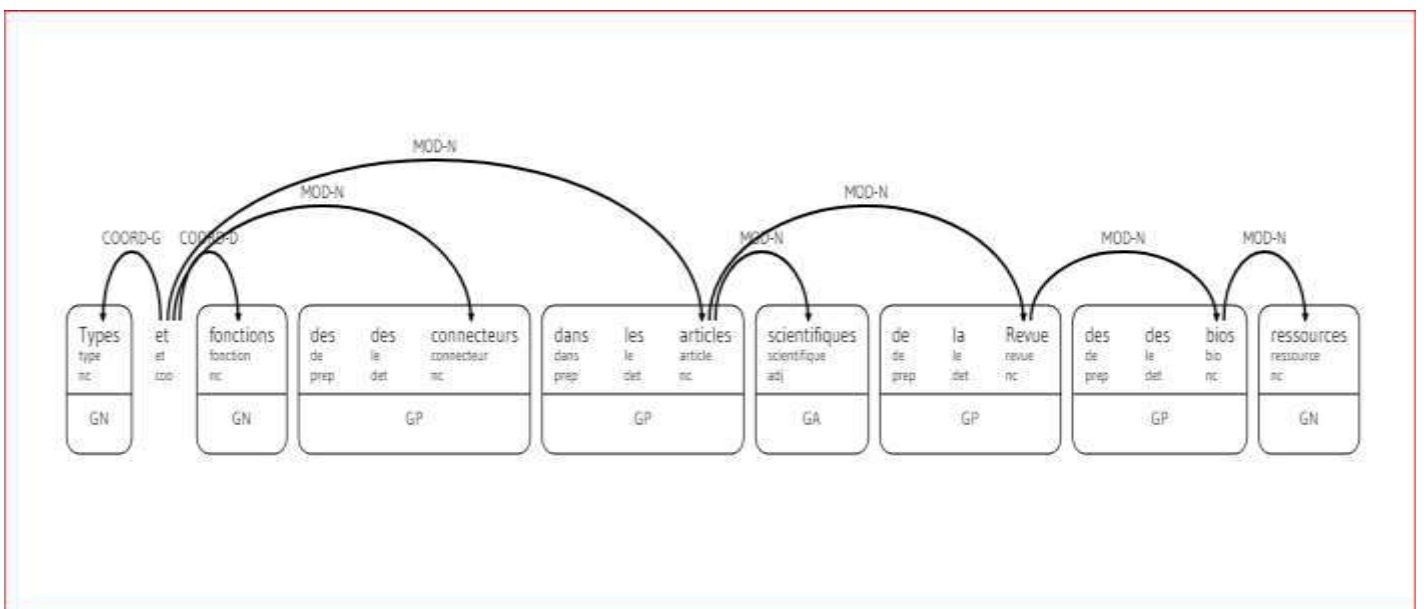 MOD-N
MOD-N MOD-N
COORD-G COORD-D MOD-N MOD-N MOD-N
Types et fonctions des des connecteurs dans les articles scientifiques de la Revue des des bios ressources
type et fonction de le connecteur dans le article scientifique de le revue de le bio ressource
nc coo nc prep det nc prep det nc adj prep det nc prep det nc nc
GN GN GP GP GA GP GP GN